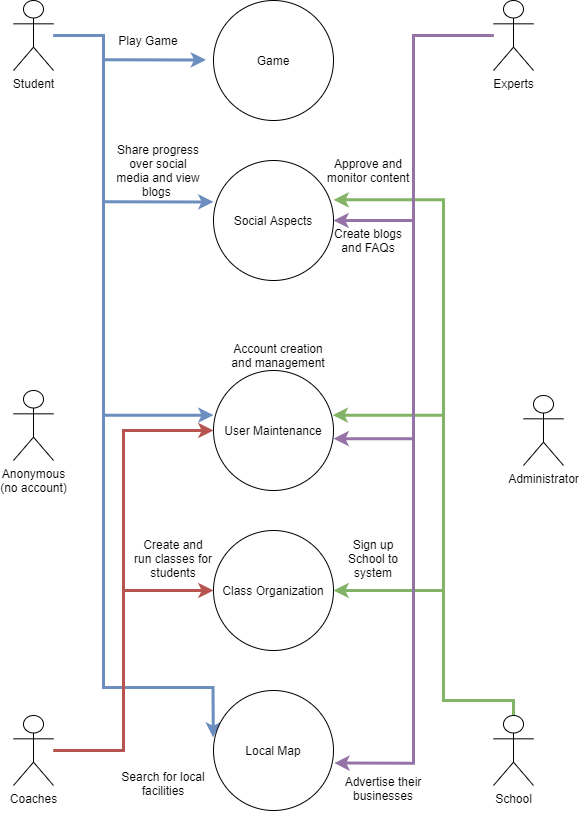 Play Game
Game
Student
Experts
Share progress
over social
media and view
blogs
Approve and
monitor content
Social Aspects
Create blogs
and FAQs
Account creation
and management
User Maintenance
Anonymous
(no account)
Administrator
Create and
run classes for
students
Sign up
School to
system
Class Organization
Local Map
Search for local
facilities
Advertise their
businesses
Coaches
School